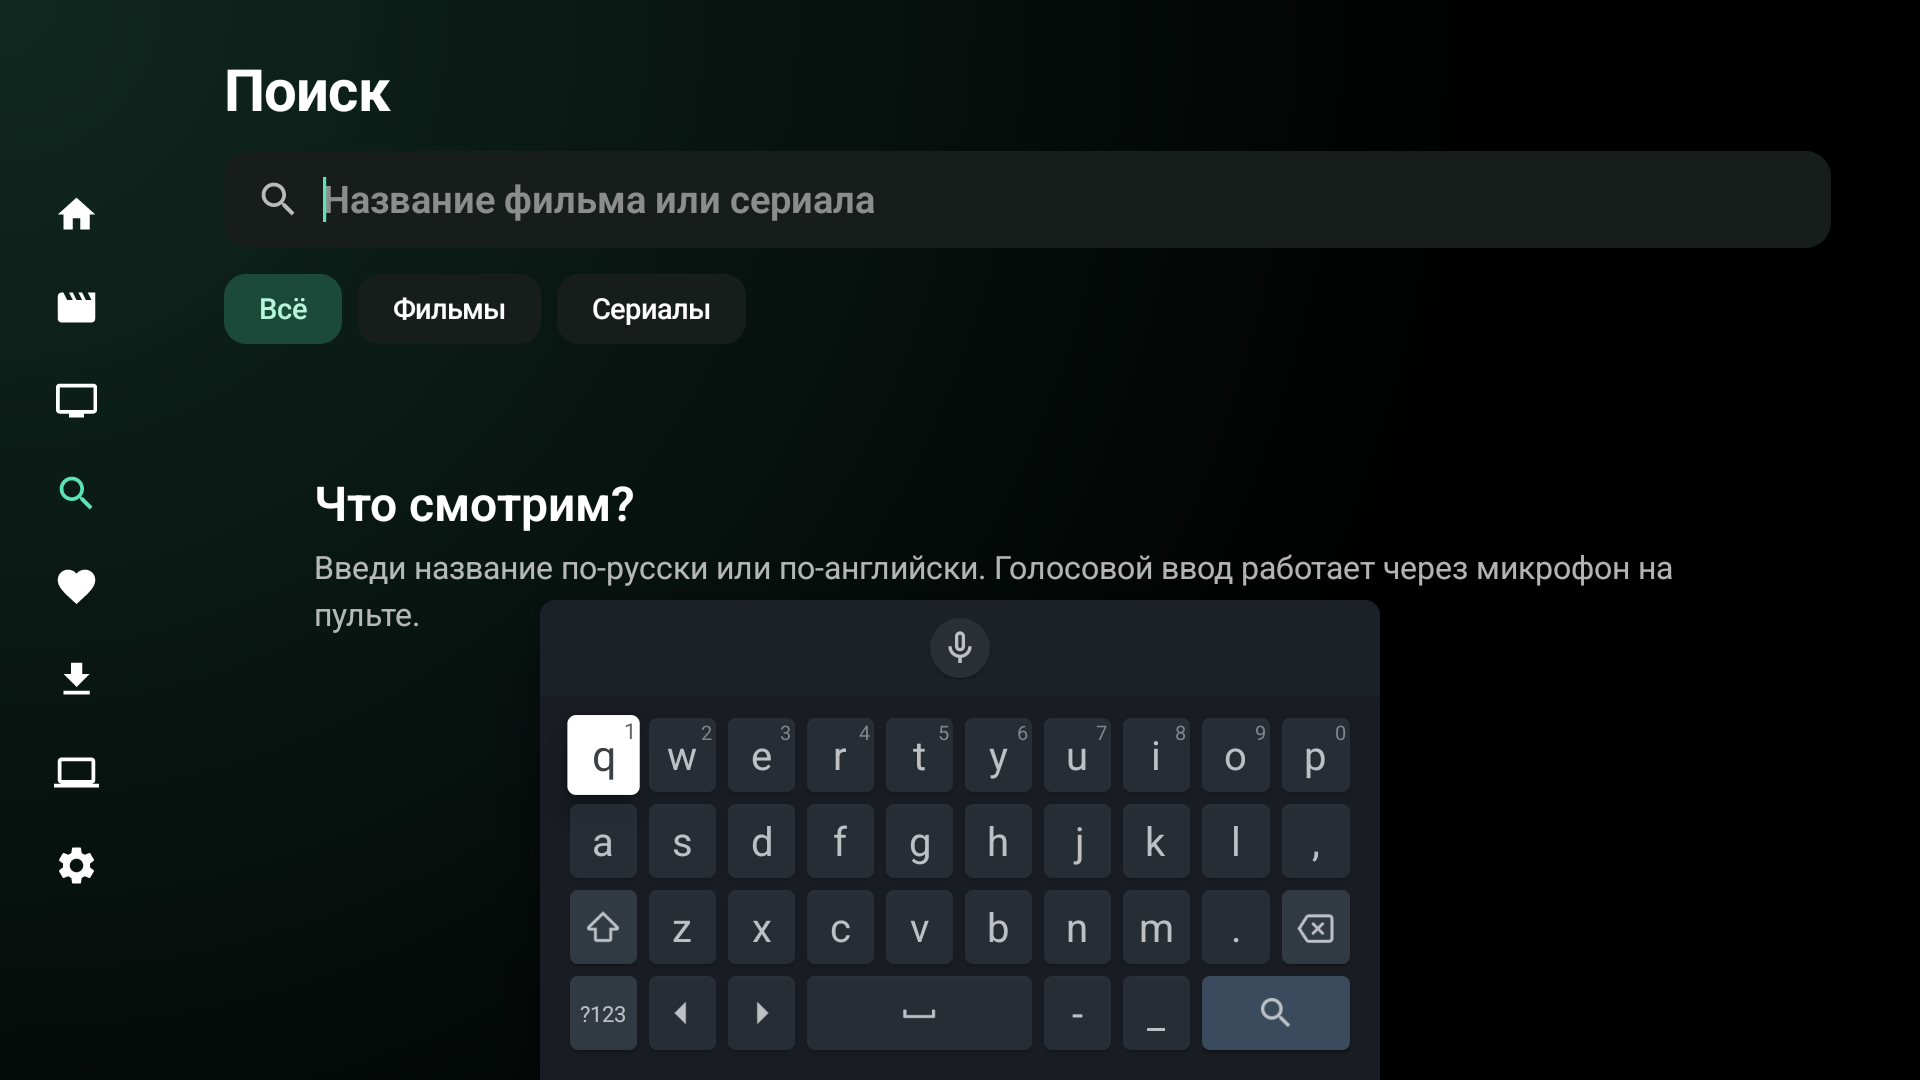 Поиск
Название фильма или сериала
Всё Фильмы Сериалы
Что смотрим?
Введи название по-русски или по-английски. Голосовой ввод работает через микрофон на
пульте.
q 1 w 2 e 3 r 4 t 5 y 6 u 7 i 8 o 9 p 0
a s d f g h j k l ,
z x c v b n m .
?123 - _